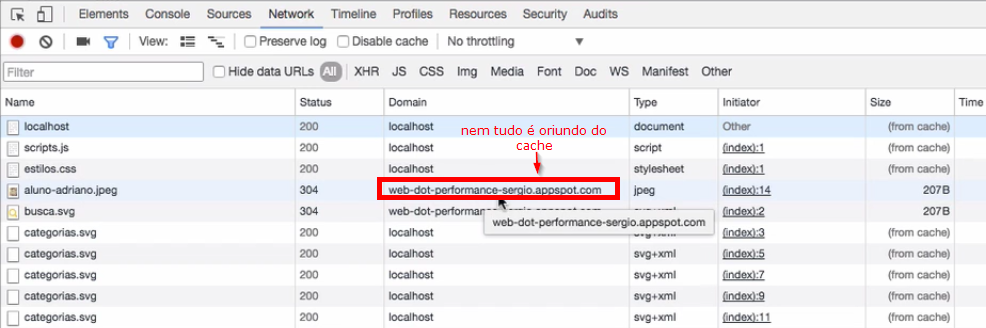 Elements Console Sources Network Timeline Profiles Resources Security Audits
View: Preserve log Disable cache No throttling
Filter Hide data URLs All XHR JS CSS Img Media Font Doc WS Manifest Other
Name Status Domain Type Initiator Size Time
localhost 200 localhost document Other (from cache)
nem tudo é oriundo do
cache
scripts.js 200 localhost script (index):1 (from cache)
estilos.css 200 localhost stylesheet (index):1 (from cache)
aluno-adriano.jpeg 304 web-dot-performance-sergio.appspot.com jpeg (index):14 207 B
busca.svg 304 web-dot-performance-sergio.appspot.com (index):2 207 B
web-dot-performance-sergio.appspot.com
categorias.svg 200 localhost svg+xml (index):3 (from cache)
categorias.svg 200 localhost svg+xml (index):5 (from cache)
categorias.svg 200 localhost svg+xml (index):7 (from cache)
categorias.svg 200 localhost svg+xml (index):9 (from cache)
categorias.svg 200 localhost svg+xml (index):11 (from cache)